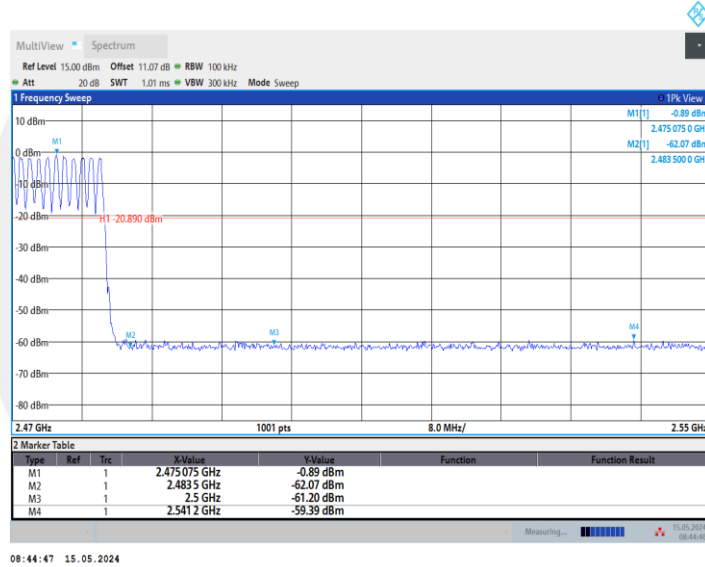 MultiView Spectrum
Ref Level 15.00 dBm Offset 11.07 dB RBW 100 kHz
Att 20 dB SWT 1.01 ms VBW 300 kHz Mode Sweep
1 Frequency Sweep 1Pk View
M1[1] -0.89 dBm
2.475 075 0 GHz
M2[1] -62.07 dBm
2.483 500 0 GHz
10 dBm
M1
0 dBm
-10 dBm
-20 dBm
H1 -20.890 dBm
-30 dBm
-40 dBm
-50 dBm
M2 M3 M4
-60 dBm
-70 dBm
-80 dBm
2.47 GHz 1001 pts 8.0 MHz/ 2.55 GHz
2 Marker Table
Type Ref Trc X-Value Y-Value Function Function Result
M1 1 2.475 075 GHz -0.89 dBm
M2 1 2.483 5 GHz -62.07 dBm
M3 1 2.5 GHz -61.20 dBm
M4 1 2.541 2 GHz -59.39 dBm
Measuring... 15.05.2024
08:44:46
08:44:47 15.05.2024